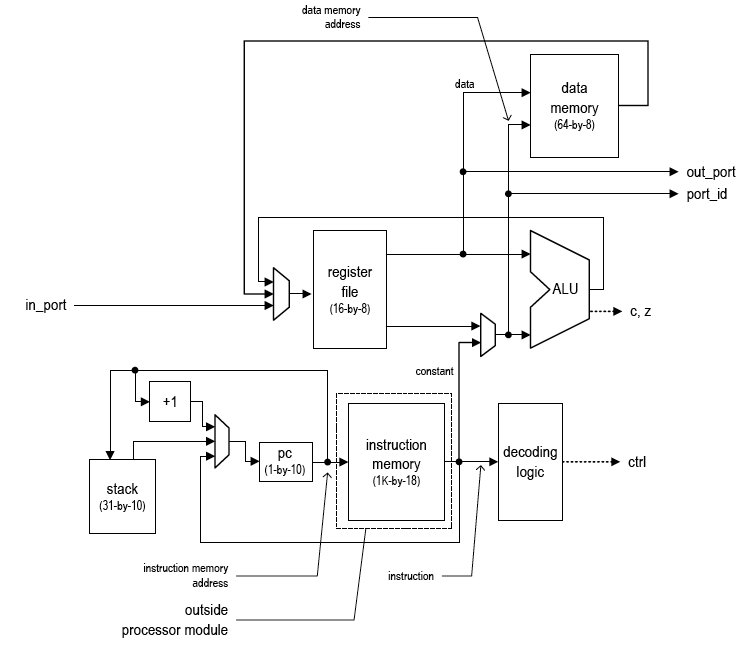 data memory
address
data
data
memory
(64-by-8)
out_port
port_id
register
file
(16-by-8)
ALU
in_port
c, z
constant
+1
pc
(1-by-10)
instruction
memory
(1K-by-18)
decoding
logic
ctrl
stack
(31-by-10)
instruction memory
address
instruction
outside
processor module